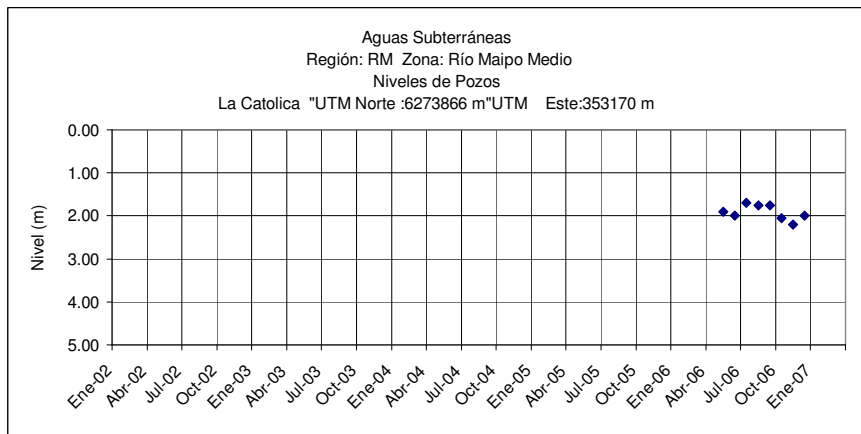 Aguas Subterráneas
Región: RM  Zona: Río Maipo Medio
Niveles de Pozos
La Catolica  "UTM Norte :6273866 m"UTM    Este:353170 m
0.00
1.00
2.00
3.00
4.00
5.00
Nivel (m)
Ene-02
Abr-02
Jul-02
Oct-02
Ene-03
Abr-03
Jul-03
Oct-03
Ene-04
Abr-04
Jul-04
Oct-04
Ene-05
Abr-05
Jul-05
Oct-05
Ene-06
Abr-06
Jul-06
Oct-06
Ene-07